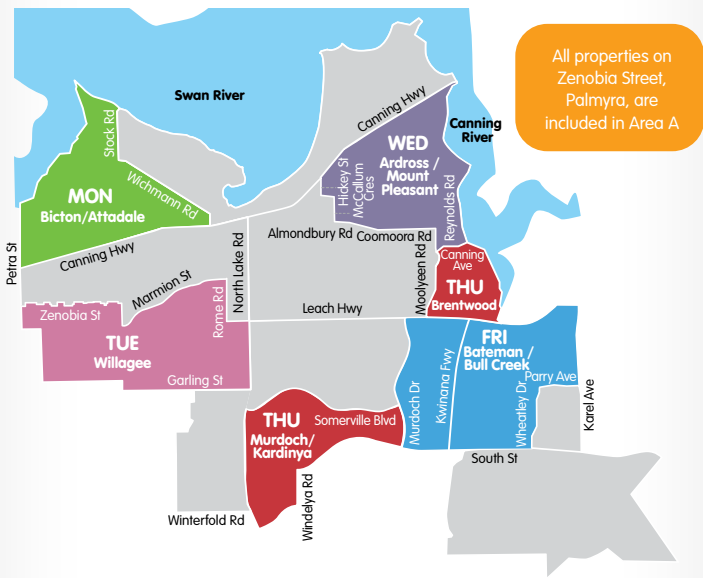 All properties on
Zenobia Street,
Palmyra, are
included in Area A
Swan River
Canning Hwy
Canning
River
Stock Rd
WED
Ardross /
Mount
Pleasant
Hickey St
McCallum
Cres
Reynolds Rd
MON
Bicton/Attadale
Wichmann Rd
Petra St
Canning Hwy
North Lake Rd
Almondbury Rd
Coomoora Rd
Moolyeen Rd
Canning
Ave
THU
Brentwood
Marmion St
Zenobia St
Rome Rd
Leach Hwy
TUE
Willagee
Garling St
FRI
Bateman /
Bull Creek
Murdoch Dr
Kwinana Fwy
Wheatley Dr
Parry Ave
Karel Ave
THU
Murdoch/
Kardinya
Somerville Blvd
South St
Winterfold Rd
Windelya Rd